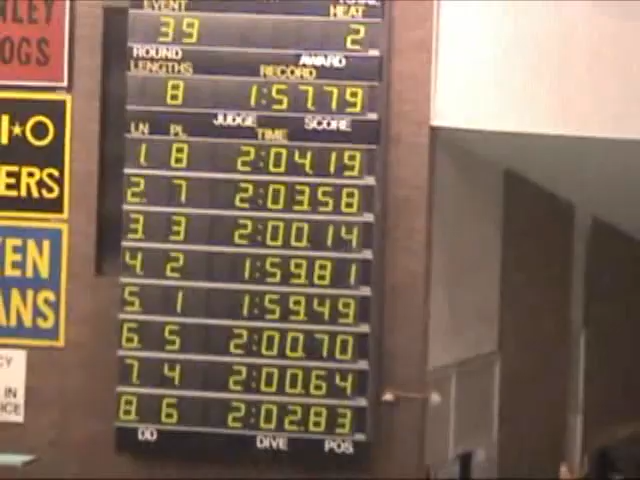 NLEY
OGS
I★O
ERS
EN
ANS
CY
IN
ICE
EVENT TOTAL HEAT
39 2
ROUND AWARD
LENGTHS RECORD
8 1:57.79
JUDGE SCORE
LN PL TIME
1. 8 2:04.19
2. 7 2:03.58
3. 3 2:00.14
4. 2 1:59.81
5. 1 1:59.49
6. 5 2:00.70
7. 4 2:00.64
8. 6 2:02.83
DD DIVE POS.